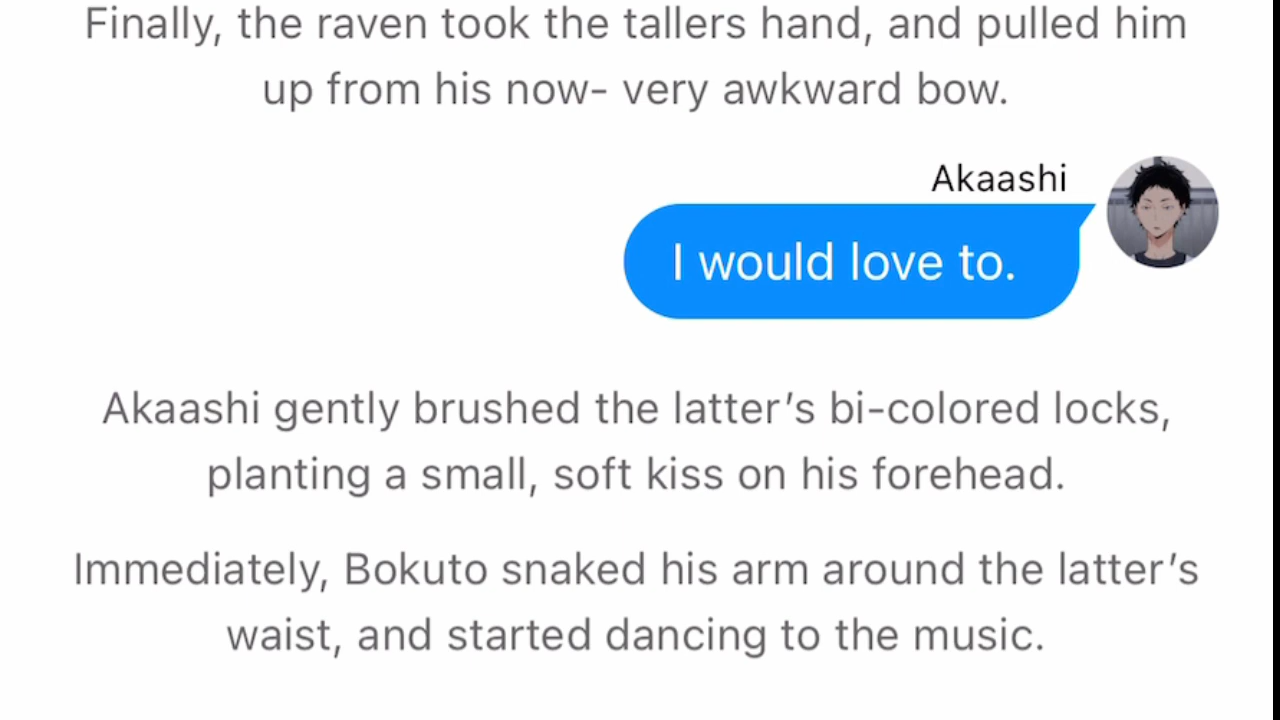 Finally, the raven took the tallers hand, and pulled him
up from his now- very awkward bow.
Akaashi
I would love to.
Akaashi gently brushed the latter’s bi-colored locks,
planting a small, soft kiss on his forehead.
Immediately, Bokuto snaked his arm around the latter’s
waist, and started dancing to the music.